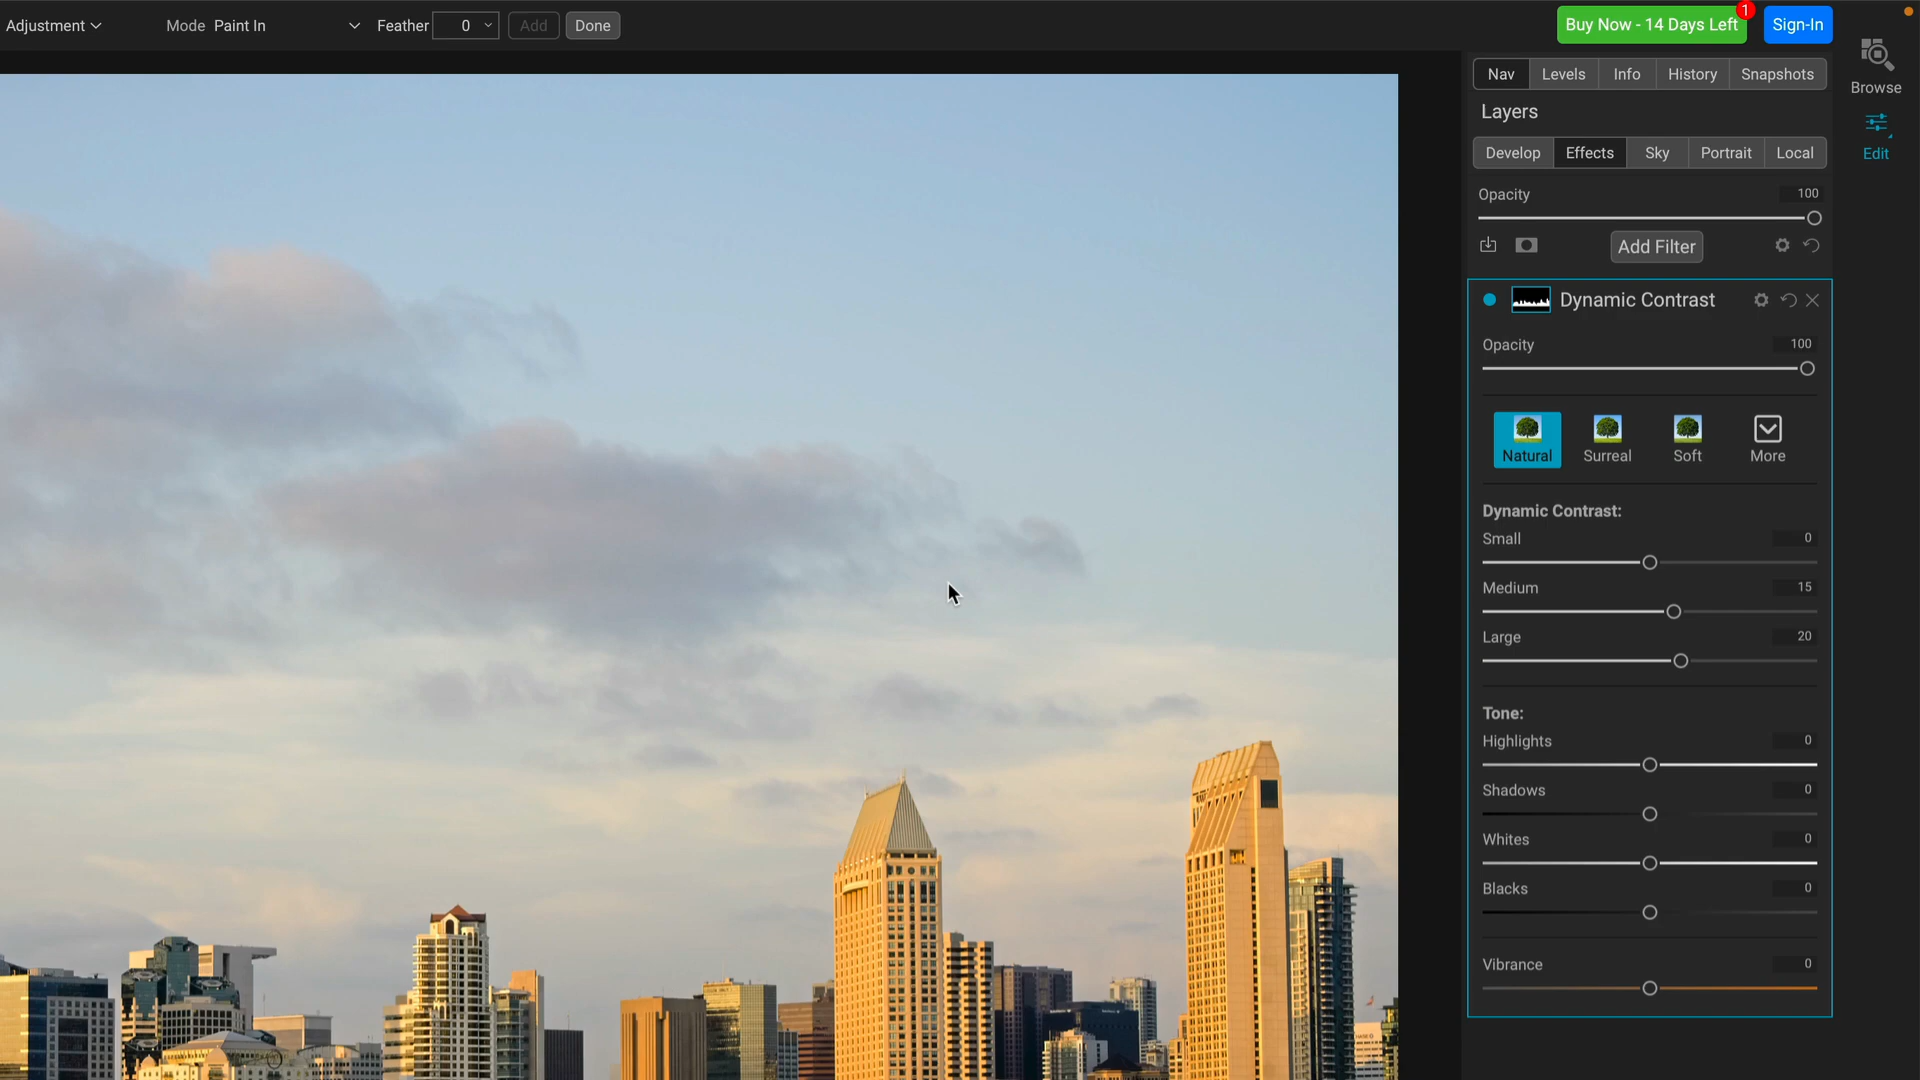 Adjustment Mode Paint In Feather 0 Add Done Buy Now - 14 Days Left 1 Sign-In
Browse
Edit
Nav Levels Info History Snapshots
Layers
Develop Effects Sky Portrait Local
Opacity 100
Add Filter
Dynamic Contrast
Opacity 100
Natural Surreal Soft More
Dynamic Contrast:
Small 0
Medium 15
Large 20
Tone:
Highlights 0
Shadows 0
Whites 0
Blacks 0
Vibrance 0